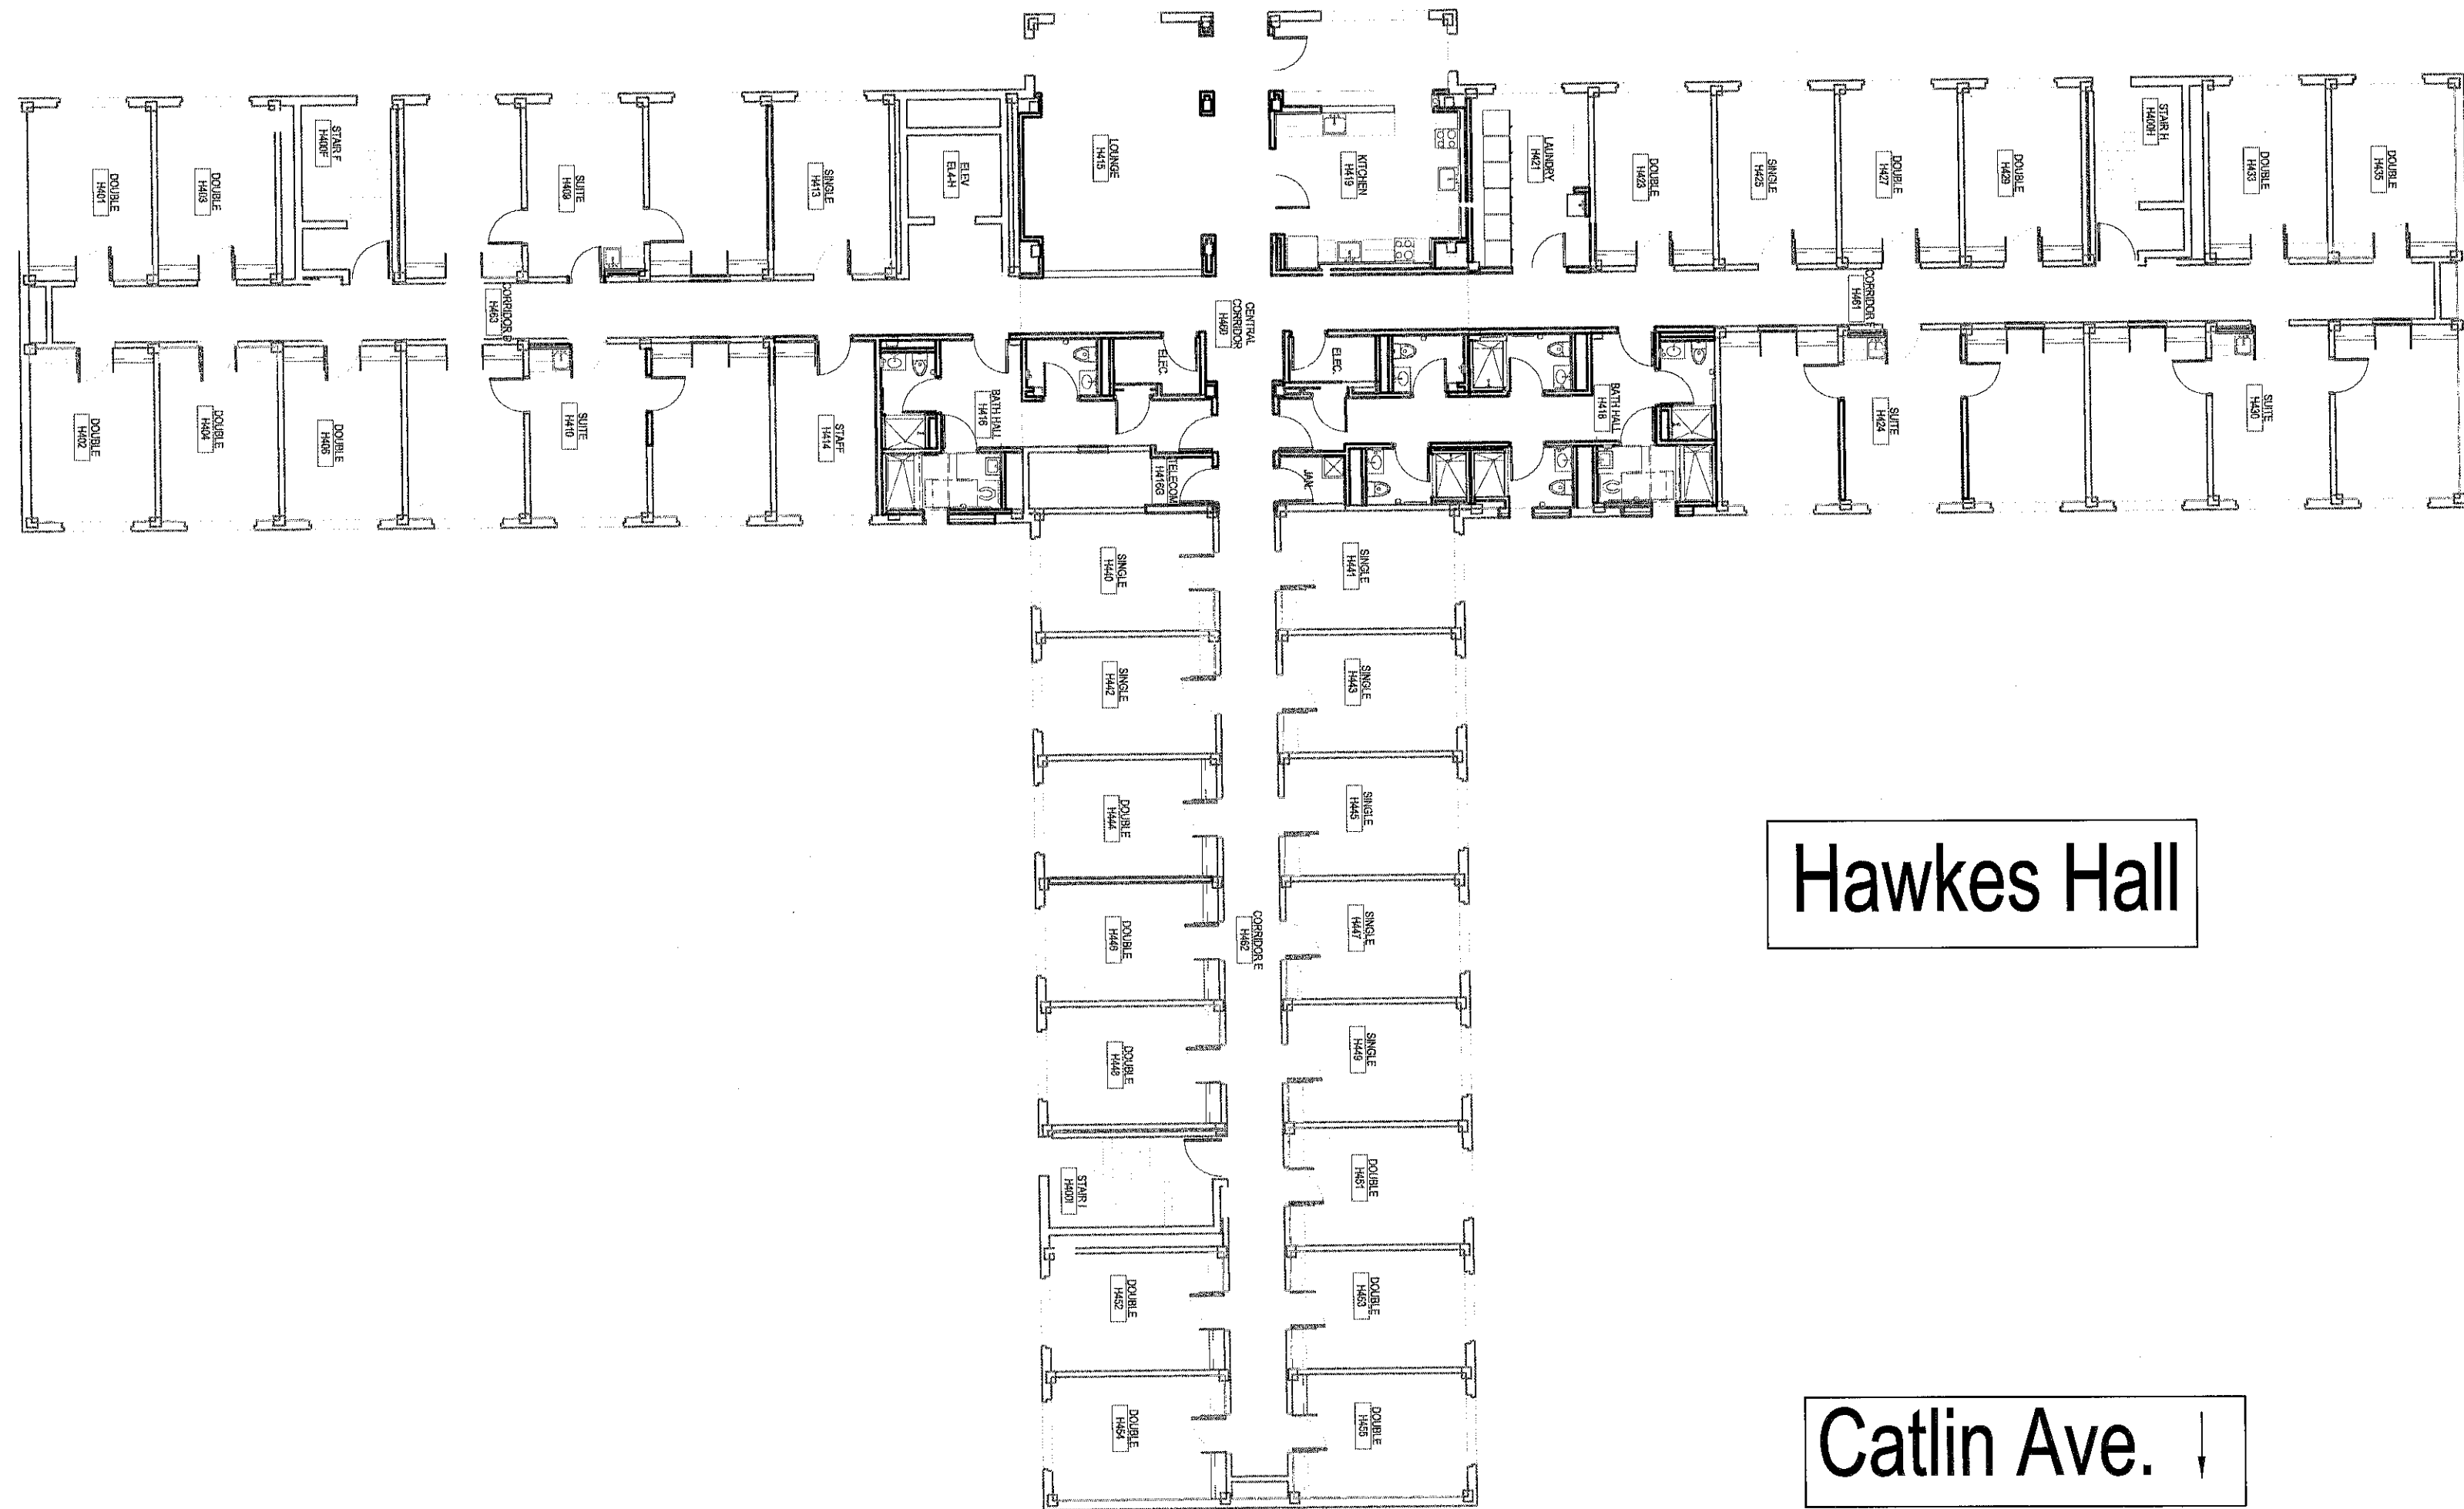 DOUBLE
H401
DOUBLE
H403
STAIR F
H400F
SUITE
H409
SINGLE
H413
ELEV
EL4-H
LOUNGE
H415
KITCHEN
H419
LAUNDRY
H421
DOUBLE
H423
SINGLE
H425
DOUBLE
H427
DOUBLE
H429
STAIR H
H400H
DOUBLE
H433
DOUBLE
H435
H463
CENTRAL
CORRIDOR
H460
CORRIDOR
H461
DOUBLE
H402
DOUBLE
H404
DOUBLE
H406
SUITE
H410
STAFF
H414
BATH HALL
H416
ELEC.
TELECOM
H416G
ELEC.
JAN.
BATH HALL
H418
SUITE
H424
SUITE
H430
SINGLE
H440
SINGLE
H441
SINGLE
H442
SINGLE
H443
DOUBLE
H444
SINGLE
H445
DOUBLE
H446
CORRIDOR E
H462
SINGLE
H447
DOUBLE
H448
SINGLE
H449
STAIR I
H400I
DOUBLE
H451
DOUBLE
H452
DOUBLE
H453
DOUBLE
H454
DOUBLE
H455
Hawkes Hall
Catlin Ave. ↓